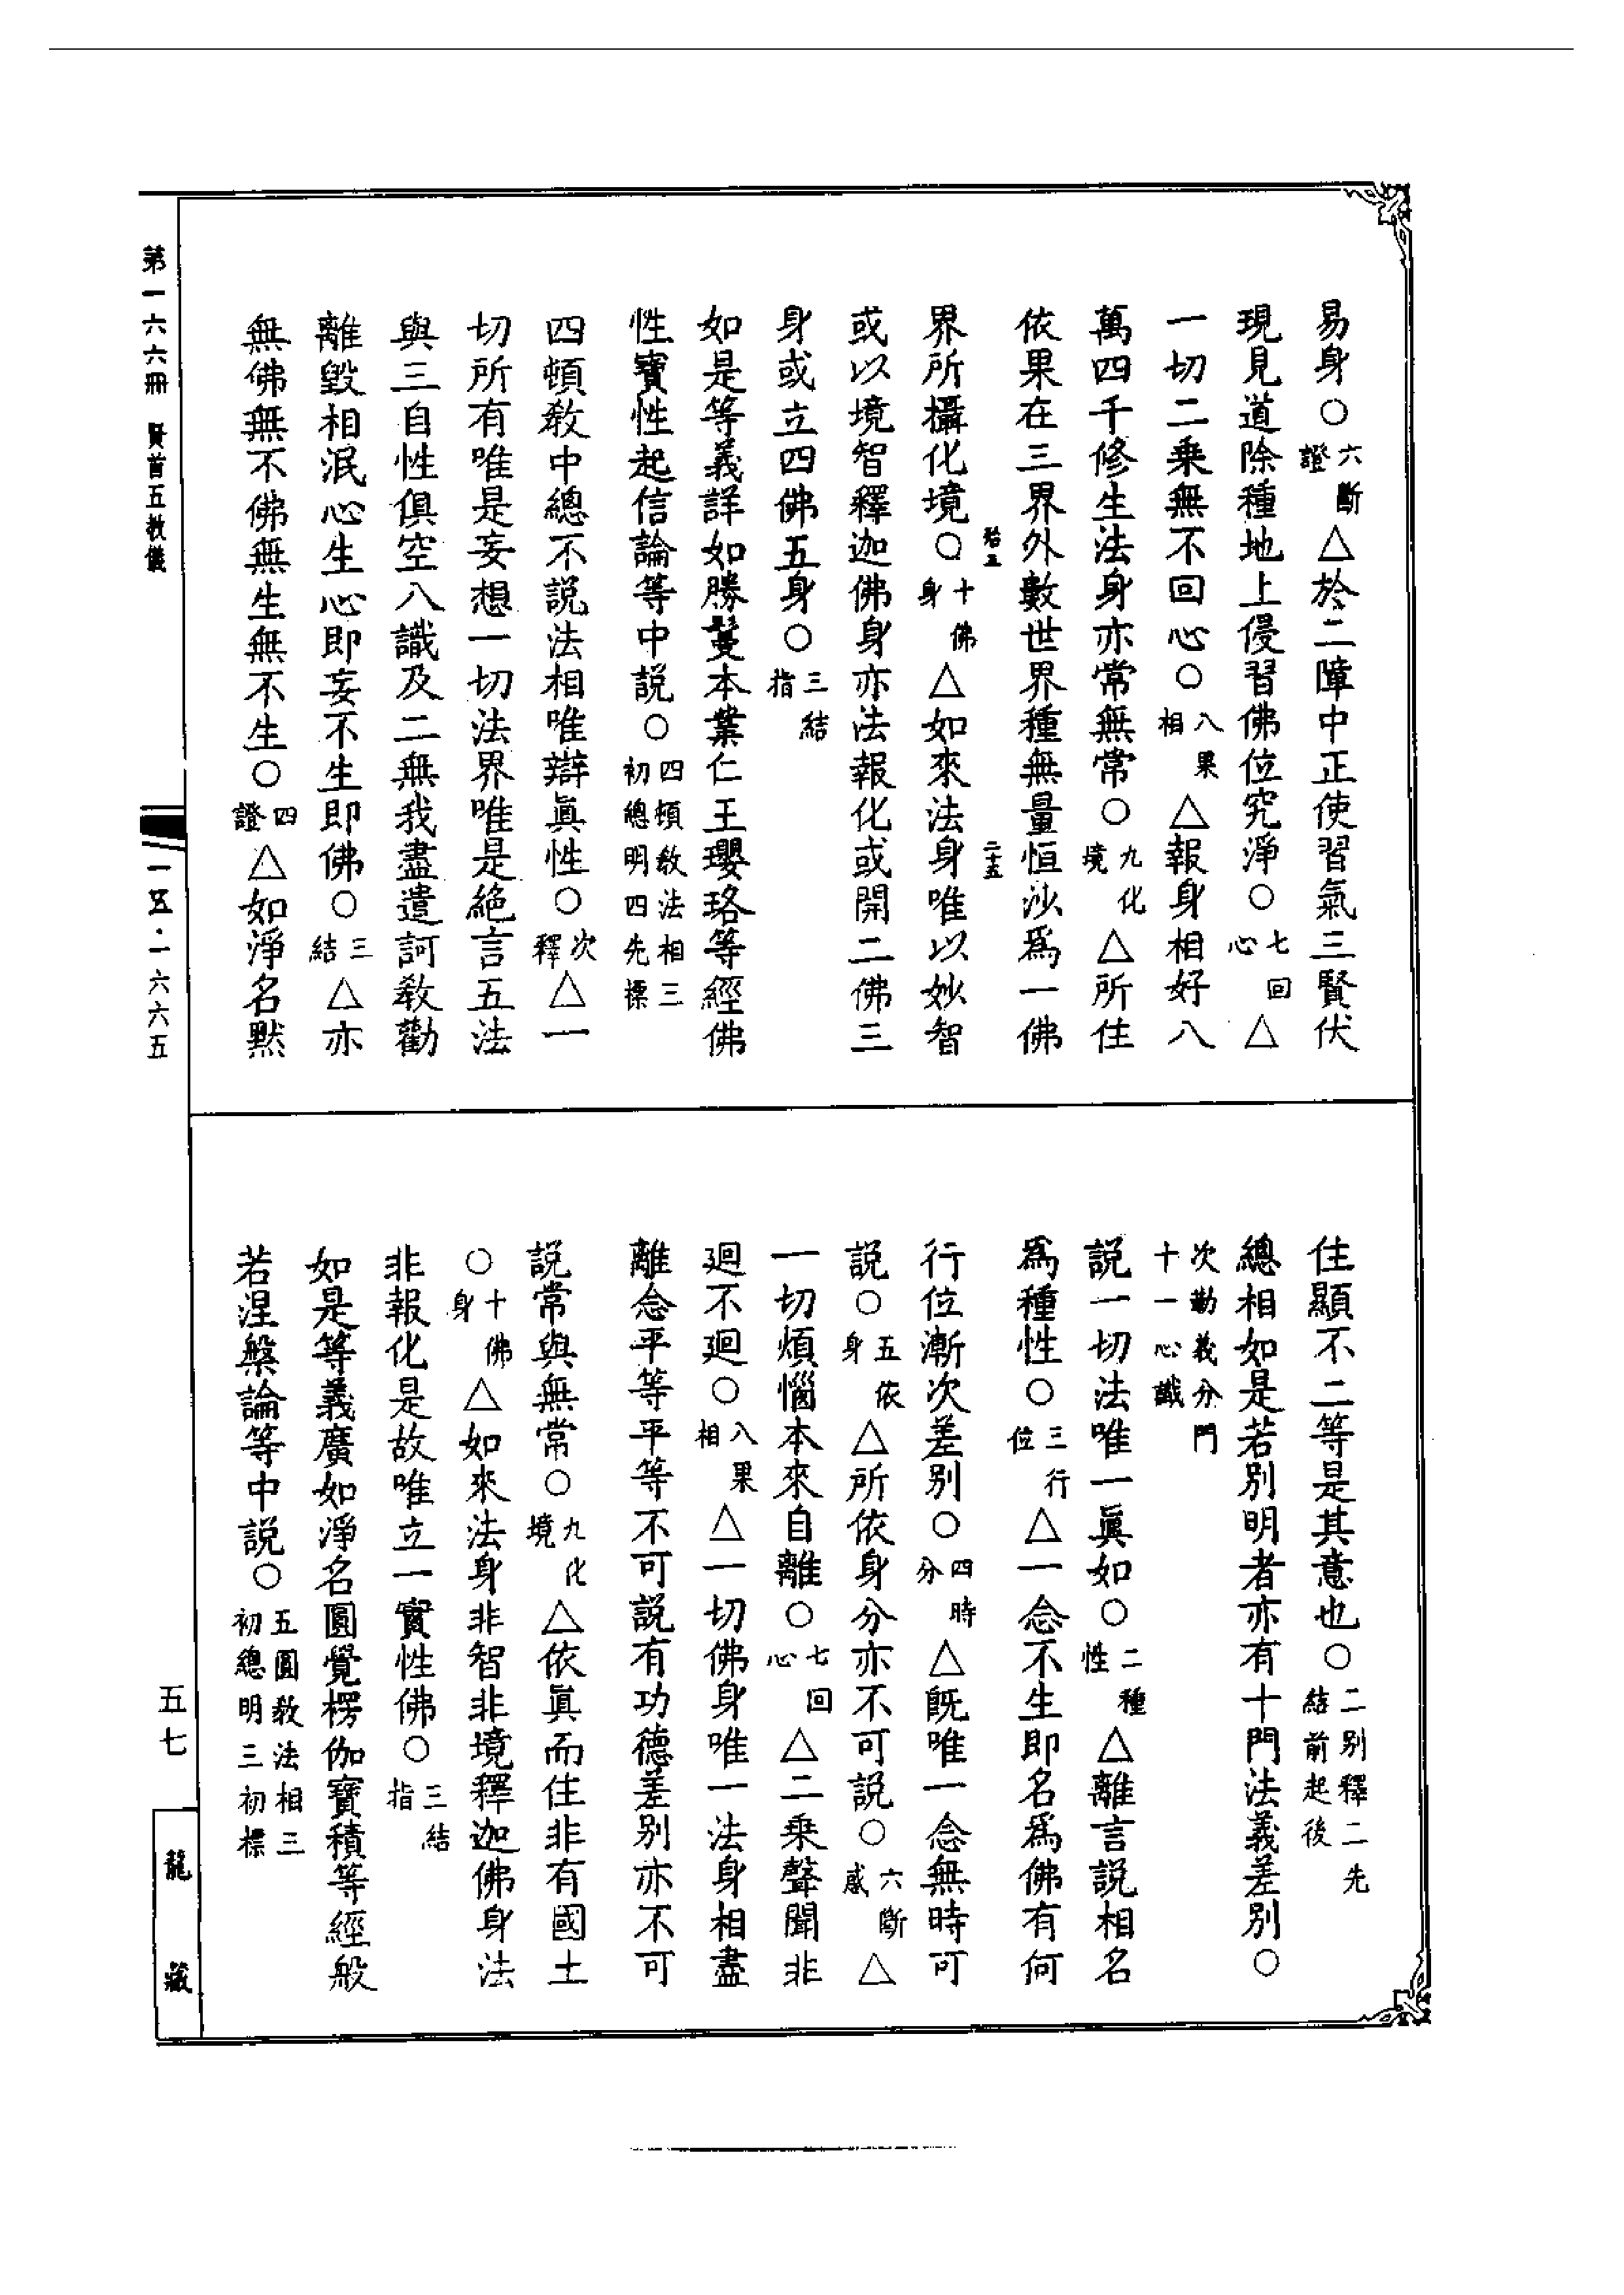 易身○六斷證△於二障中正使習氣三賢伏
現見道除種地上侵習佛位究淨○七回心△
一切二乘無不回心○八果相△報身相好八
萬四千修生法身亦常無常○九化境△所住
依果在三界外數世界種無量恒沙爲一佛
二十五
界所攝化境○十佛身△如來法身唯以妙智
或以境智釋迦佛身亦法報化或開二佛三
身或立四佛五身○三結指
如是等義詳如勝鬘本業仁王瓔珞等經佛
性寶性起信論等中説○四頓教法相三初總明四先標
四頓教中總不説法相唯辯眞性○次釋△一
切所有唯是妄想一切法界唯是絶言五法
與三自性俱空八識及二無我盡遣訶教勸
離毀相泯心生心即妄不生即佛○三結△亦
無佛無不佛無生無不生○四證△如淨名默
住顯不二等是其意也○二別釋二先結前起後
總相如是若別明者亦有十門法義差別○
次勒義分門十一心識
説一切法唯一眞如○二種性△離言説相名
爲種性○三行位△一念不生即名爲佛有何
行位漸次差別○四時分△旣唯一念無時可
説○五依身△所依身分亦不可説○六斷惑△
一切煩惱本來自離○七回心△二乘聲聞非
迴不迴○八果相△一切佛身唯一法身相盡
離念平等平等不可説有功德差別亦不可
説常與無常○九化境△依眞而住非有國土
○十佛身△如來法身非智非境釋迦佛身法
非報化是故唯立一實性佛○三結指
如是等義廣如淨名圓覺楞伽寶積等經般
若涅槃論等中説○五圓教法相三初總明三初標
第一六六冊 賢首五教儀
一五·一六六五
五七
龍藏